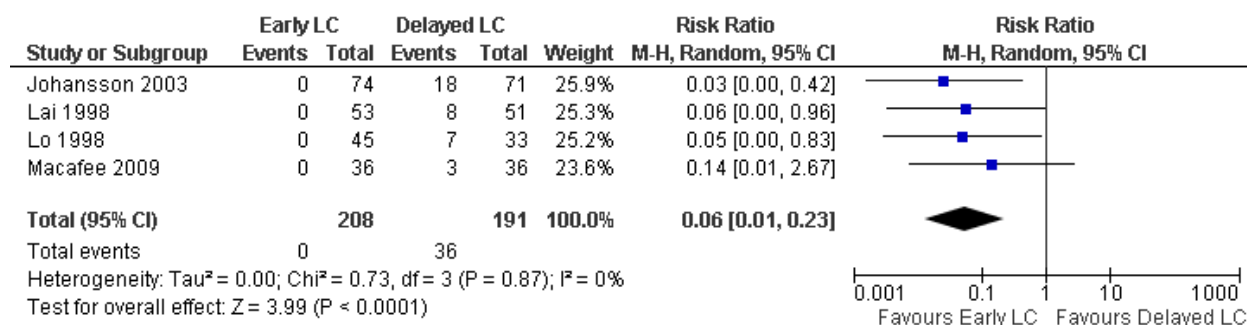 Early LC Delayed LC Risk Ratio Risk Ratio
Study or Subgroup Events Total Events Total Weight M-H, Random, 95% CI M-H, Random, 95% CI
Johansson 2003 0 74 18 71 25.9% 0.03 [0.00, 0.42]
Lai 1998 0 53 8 51 25.3% 0.06 [0.00, 0.96]
Lo 1998 0 45 7 33 25.2% 0.05 [0.00, 0.83]
Macafee 2009 0 36 3 36 23.6% 0.14 [0.01, 2.67]
Total (95% CI) 208 191 100.0% 0.06 [0.01, 0.23]
Total events 0 36
Heterogeneity: Tau² = 0.00; Chi² = 0.73, df = 3 (P = 0.87); I² = 0%
Test for overall effect: Z = 3.99 (P < 0.0001)
0.001 0.1 1 10 1000
Favours Early LC Favours Delayed LC